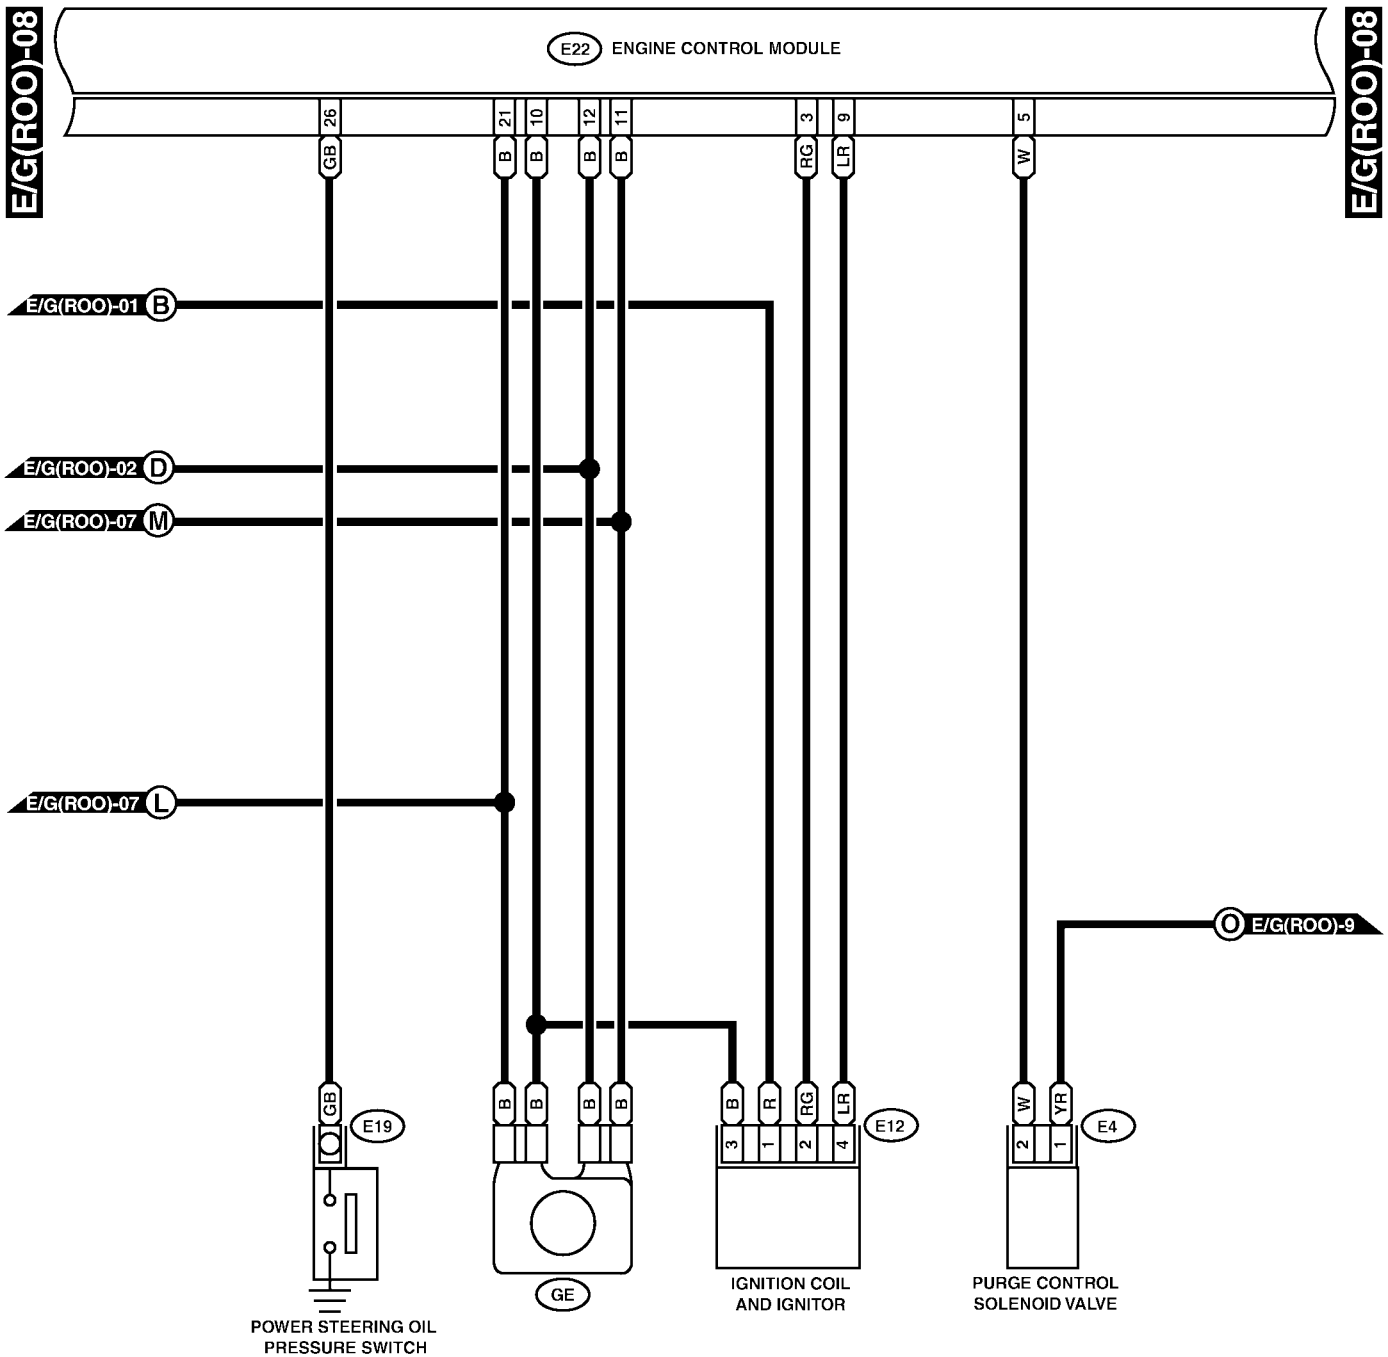 E/G(ROO)-08
E/G(ROO)-08
E22 ENGINE CONTROL MODULE
26 21 10 12 11 3 9 5
GB B B B B RG LR W
E/G(ROO)-01 B
E/G(ROO)-02 D
E/G(ROO)-07 M
E/G(ROO)-07 L
O E/G(ROO)-9
GB B B B B B R RG LR W YR
E19 E12 E4
3 1 2 4 2 1
GE
IGNITION COIL
AND IGNITOR
PURGE CONTROL
SOLENOID VALVE
POWER STEERING OIL
PRESSURE SWITCH